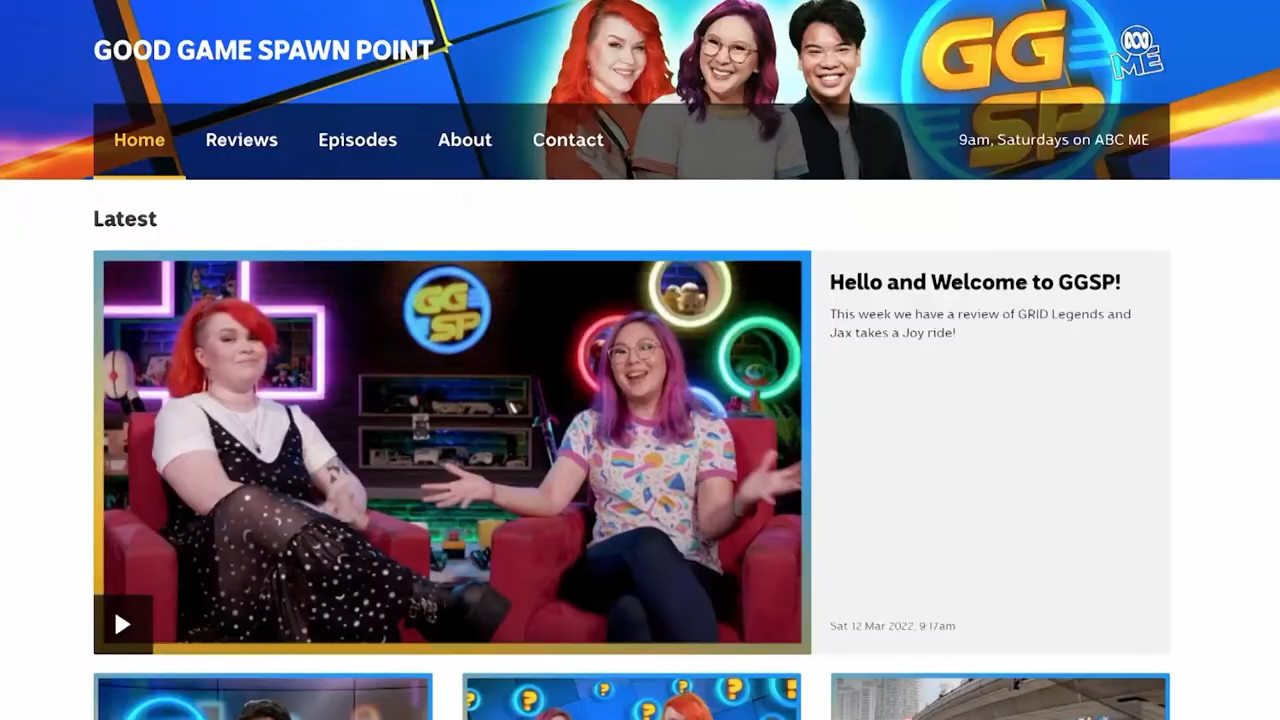 GOOD GAME SPAWN POINT
GG
SP
ME
Home Reviews Episodes About Contact
9am, Saturdays on ABC ME
Latest
GG
SP
Hello and Welcome to GGSP!
This week we have a review of GRID Legends and
Jax takes a Joy ride!
Sat 12 Mar 2022, 9:17am
? ? ? ? ?